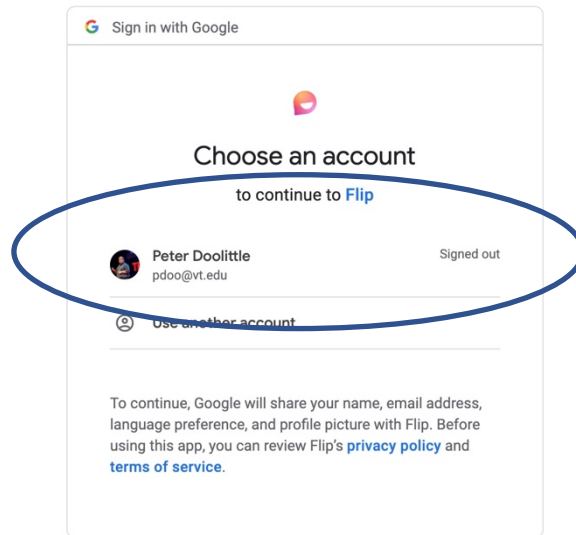 Sign in with Google
Choose an account
to continue to Flip
Peter Doolittle
Signed out
pdoo@vt.edu
Use another account
To continue, Google will share your name, email address,
language preference, and profile picture with Flip. Before
using this app, you can review Flip's privacy policy and
terms of service.